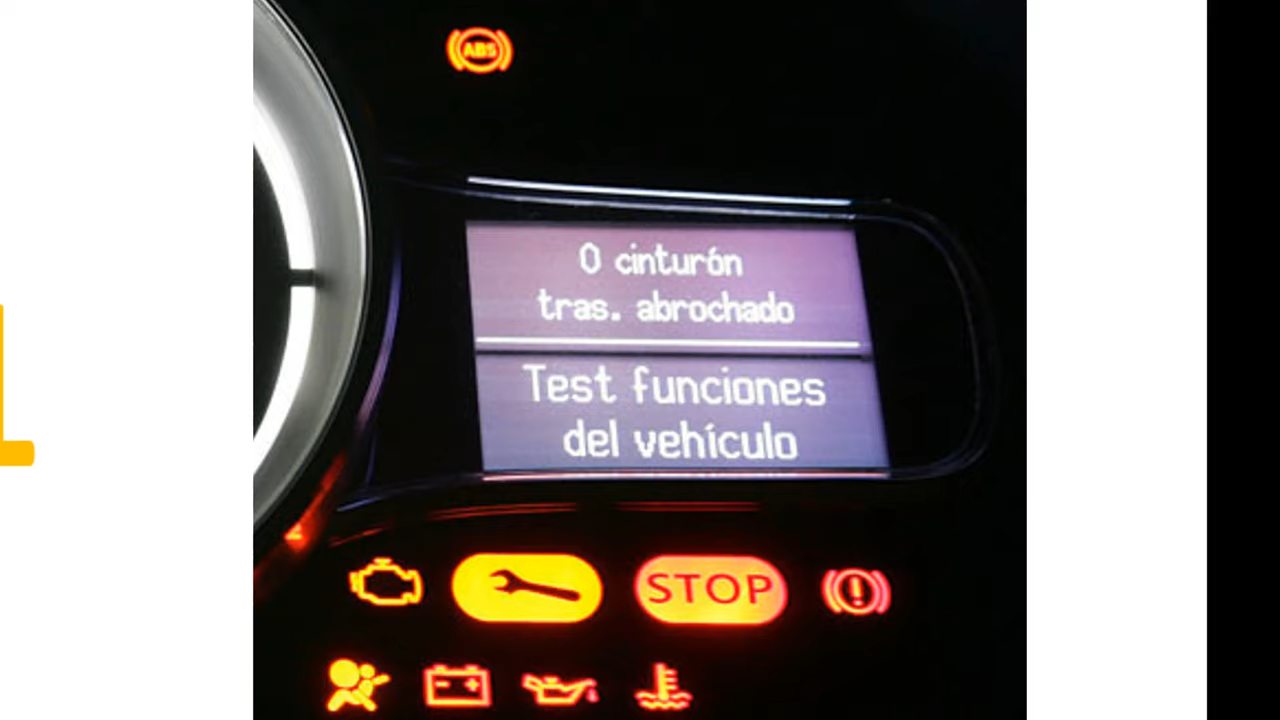 ABS
0 cinturón
tras. abrochado
Test funciones
del vehículo
STOP